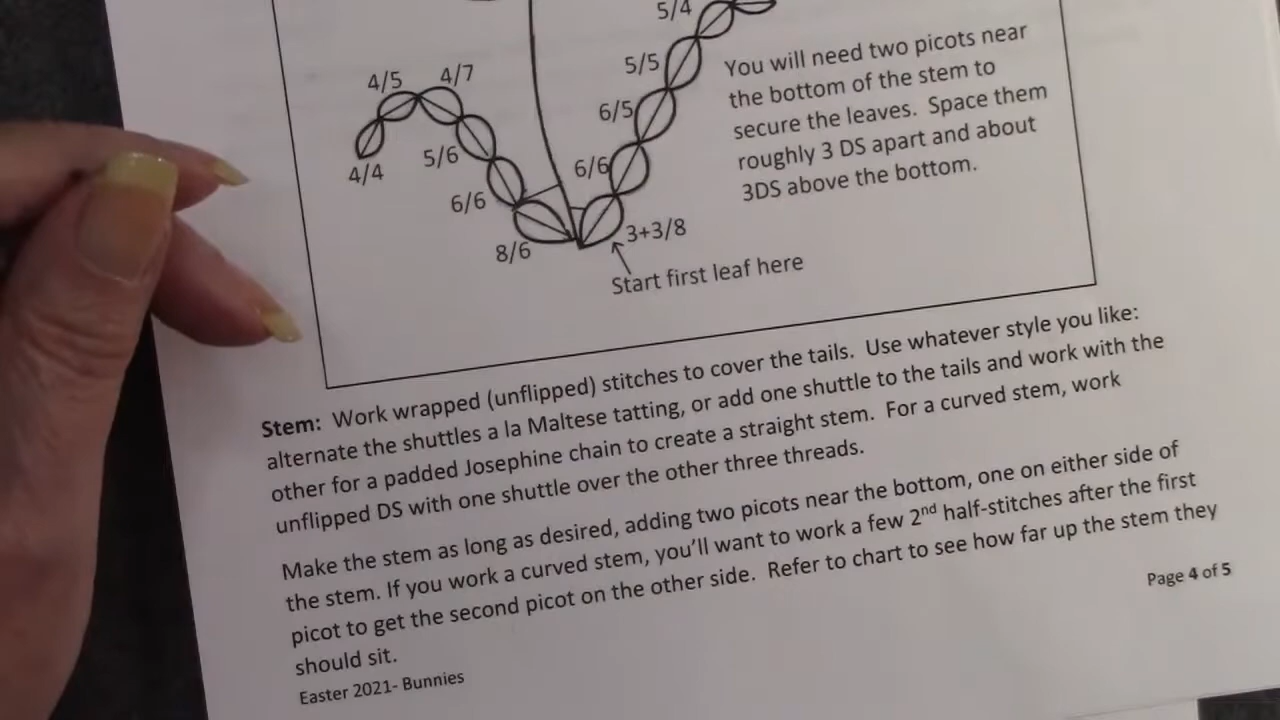 5/4
5/5
6/5
6/6
3+3/8
4/5
4/7
4/4
5/6
6/6
8/6
You will need two picots near
the bottom of the stem to
secure the leaves. Space them
roughly 3 DS apart and about
3DS above the bottom.
Start first leaf here
Stem: Work wrapped (unflipped) stitches to cover the tails. Use whatever style you like:
alternate the shuttles a la Maltese tatting, or add one shuttle to the tails and work with the
other for a padded Josephine chain to create a straight stem. For a curved stem, work
unflipped DS with one shuttle over the other three threads.
Make the stem as long as desired, adding two picots near the bottom, one on either side of
the stem. If you work a curved stem, you'll want to work a few 2nd half-stitches after the first
picot to get the second picot on the other side. Refer to chart to see how far up the stem they
should sit.
Page 4 of 5
Easter 2021- Bunnies